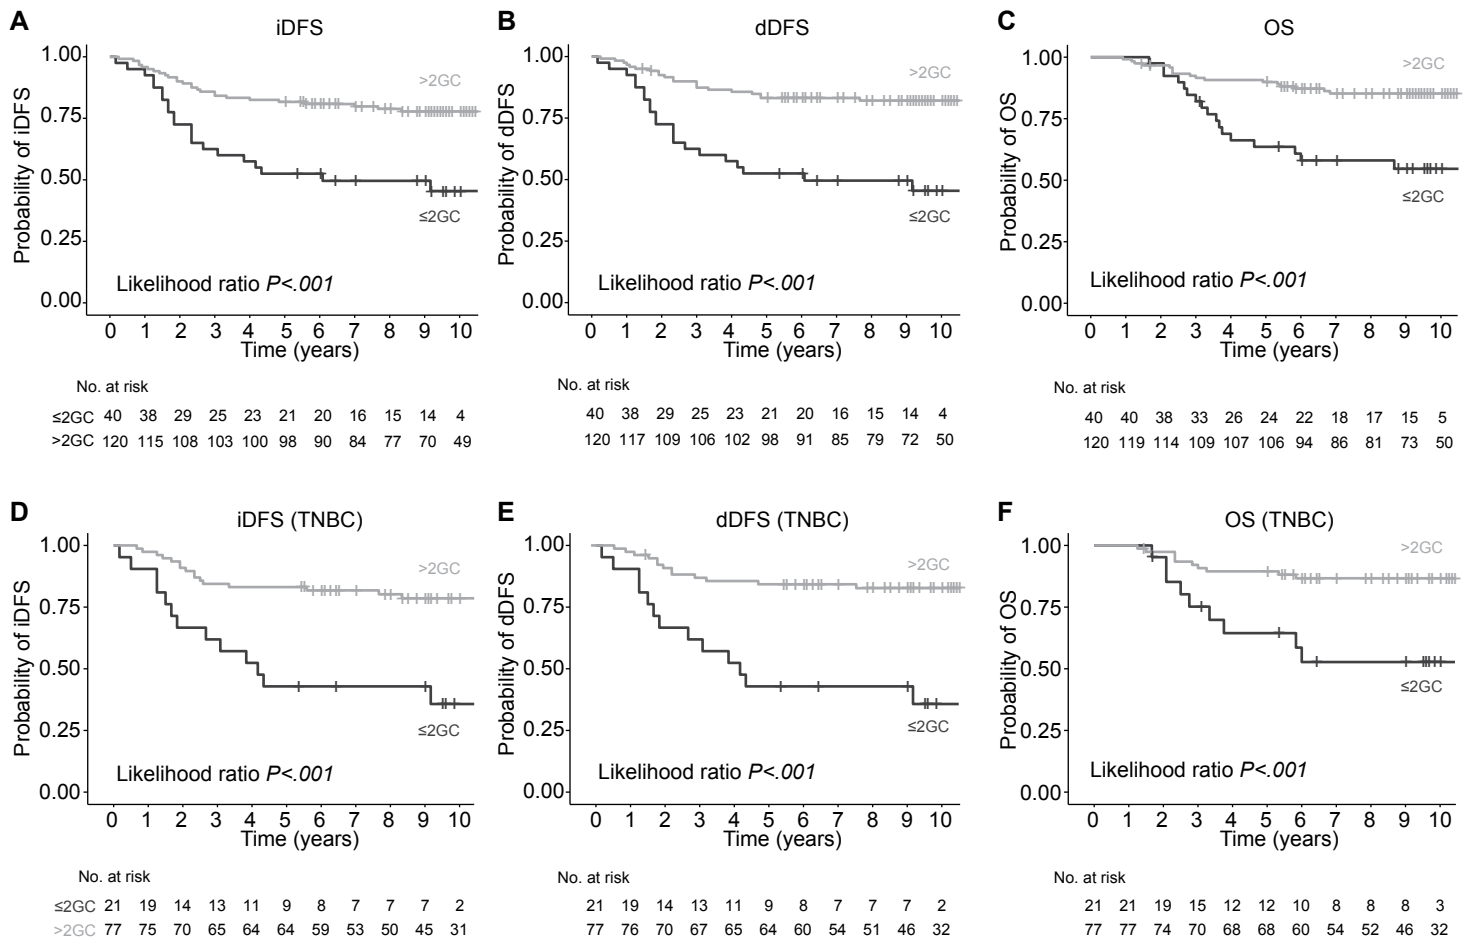 A
iDFS
Probability of iDFS
1.00
0.75
0.50
0.25
0.00
>2GC
≤2GC
Likelihood ratio P<.001
0 1 2 3 4 5 6 7 8 9 10
Time (years)
No. at risk
≤2GC 40 38 29 25 23 21 20 16 15 14 4
>2GC 120 115 108 103 100 98 90 84 77 70 49
B
dDFS
Probability of dDFS
1.00
0.75
0.50
0.25
0.00
>2GC
≤2GC
Likelihood ratio P<.001
0 1 2 3 4 5 6 7 8 9 10
Time (years)
No. at risk
40 38 29 25 23 21 20 16 15 14 4
120 117 109 106 102 98 91 85 79 72 50
C
OS
Probability of OS
1.00
0.75
0.50
0.25
0.00
>2GC
≤2GC
Likelihood ratio P<.001
0 1 2 3 4 5 6 7 8 9 10
Time (years)
No. at risk
40 40 38 33 26 24 22 18 17 15 5
120 119 114 109 107 106 94 86 81 73 50
D
iDFS (TNBC)
Probability of iDFS
1.00
0.75
0.50
0.25
0.00
>2GC
≤2GC
Likelihood ratio P<.001
0 1 2 3 4 5 6 7 8 9 10
Time (years)
No. at risk
≤2GC 21 19 14 13 11 9 8 7 7 7 2
>2GC 77 75 70 65 64 64 59 53 50 45 31
E
dDFS (TNBC)
Probability of dDFS
1.00
0.75
0.50
0.25
0.00
>2GC
≤2GC
Likelihood ratio P<.001
0 1 2 3 4 5 6 7 8 9 10
Time (years)
No. at risk
21 19 14 13 11 9 8 7 7 7 2
77 76 70 67 65 64 60 54 51 46 32
F
OS (TNBC)
Probability of OS
1.00
0.75
0.50
0.25
0.00
>2GC
≤2GC
Likelihood ratio P<.001
0 1 2 3 4 5 6 7 8 9 10
Time (years)
No. at risk
21 21 19 15 12 12 10 8 8 8 3
77 77 74 70 68 68 60 54 52 46 32